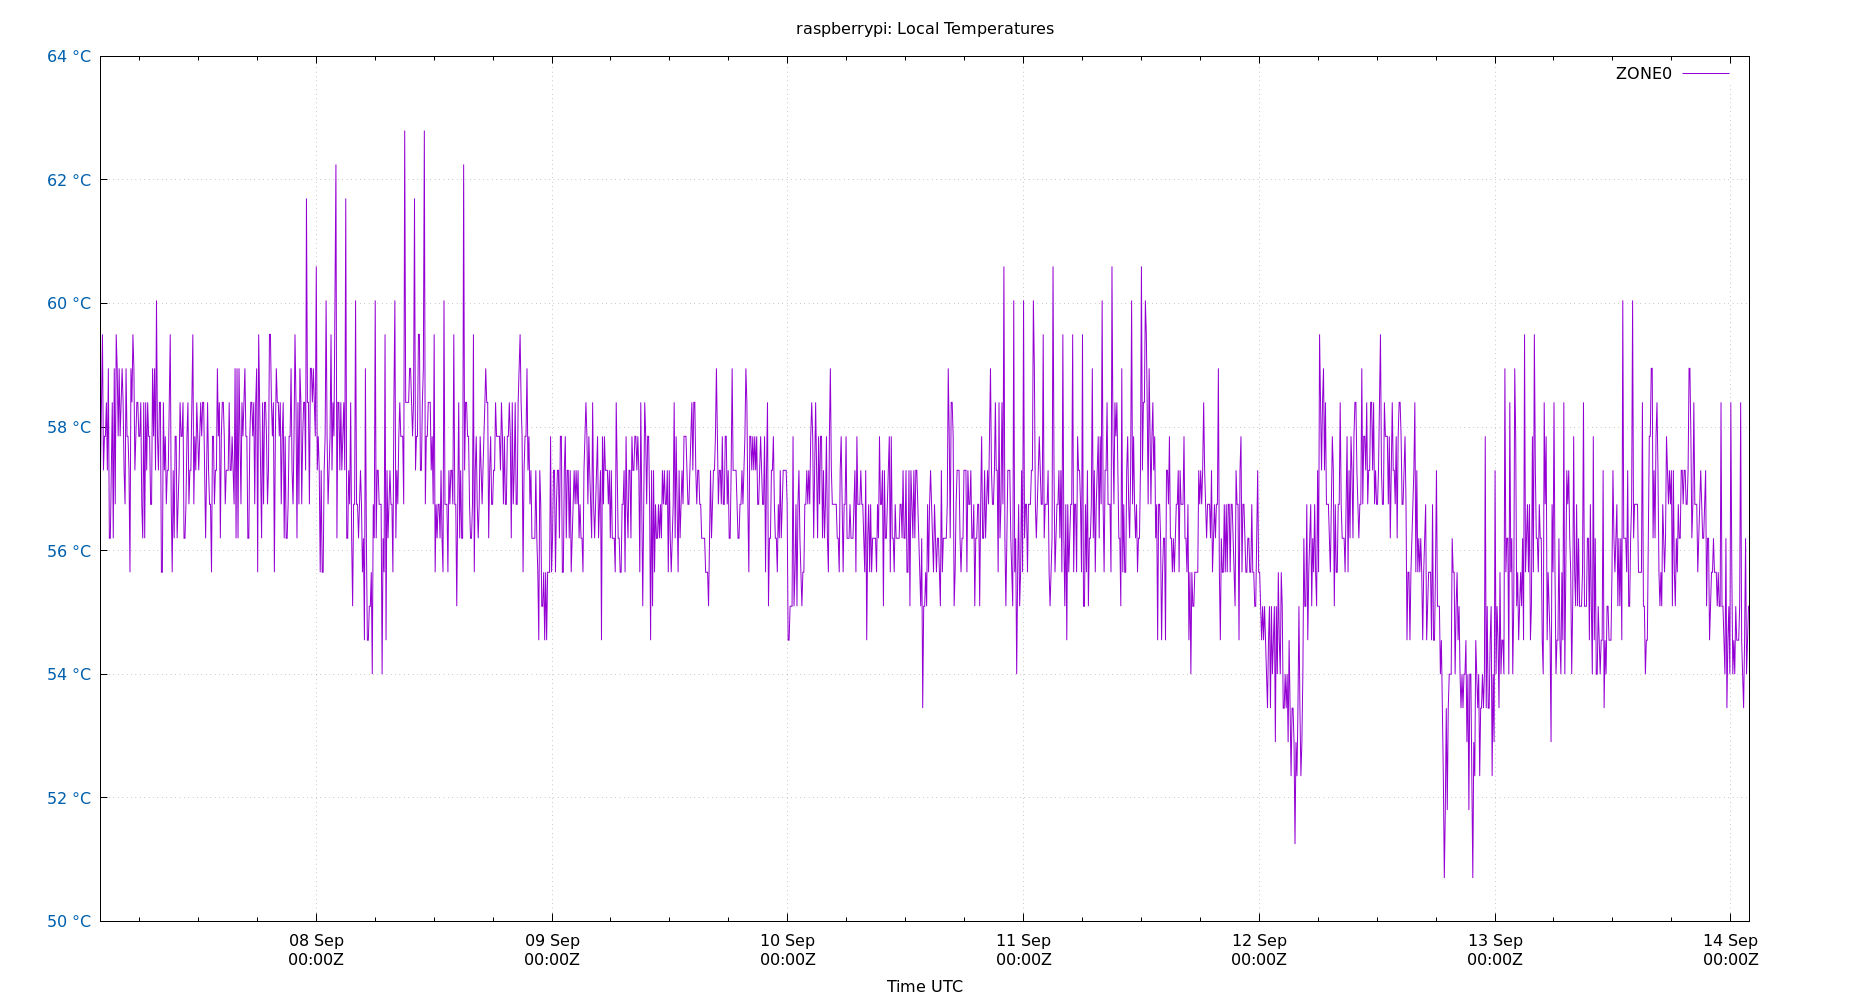 raspberrypi: Local Temperatures
64 °C
ZONE0
62 °C
60 °C
58 °C
56 °C
54 °C
52 °C
50 °C
08 Sep 09 Sep 10 Sep 11 Sep 12 Sep 13 Sep 14 Sep
00:00Z 00:00Z 00:00Z 00:00Z 00:00Z 00:00Z 00:00Z
Time UTC